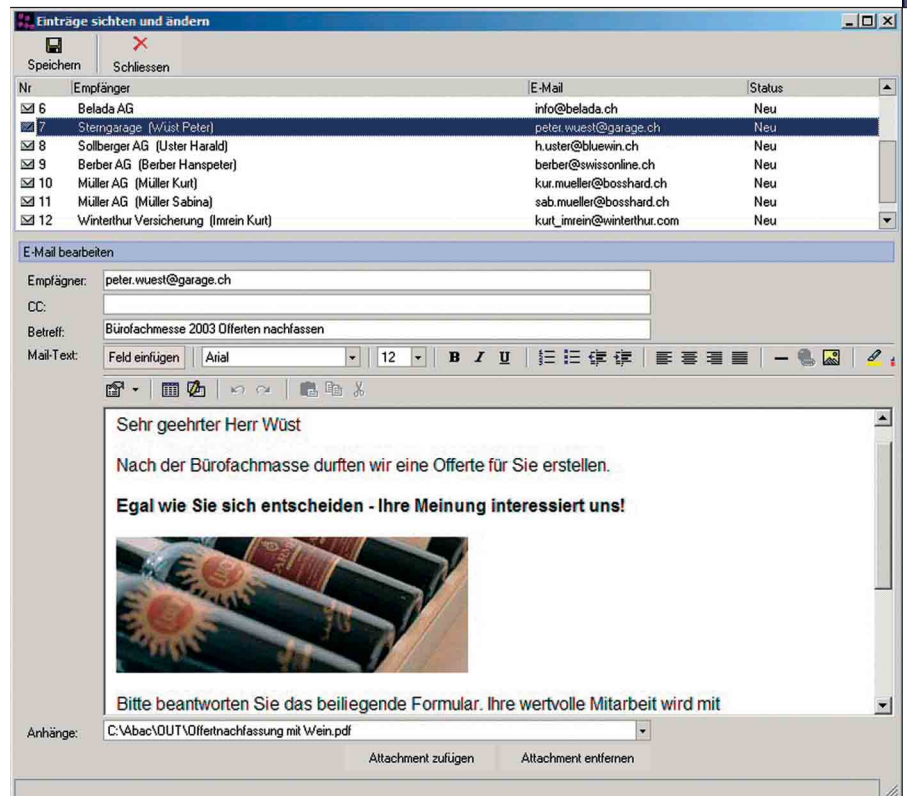 Einträge sichten und ändern
Speichern Schliessen
Nr Empfänger E-Mail Status
6 Belada AG info@belada.ch Neu
7 Sterngarage (Wüst Peter) peter.wuest@garage.ch Neu
8 Sollberger AG (Uster Harald) h.uster@bluewin.ch Neu
9 Berber AG (Berber Hanspeter) berber@swissonline.ch Neu
10 Müller AG (Müller Kurt) kur.mueller@bosshard.ch Neu
11 Müller AG (Müller Sabina) sab.mueller@bosshard.ch Neu
12 Winterthur Versicherung (Imrein Kurt) kurt_imrein@winterthur.com Neu
E-Mail bearbeiten
Empfägner: peter.wuest@garage.ch
CC:
Betreff: Bürofachmesse 2003 Offerten nachfassen
Mail-Text: Feld einfügen Arial 12 B I U
Sehr geehrter Herr Wüst
Nach der Bürofachmasse durften wir eine Offerte für Sie erstellen.
Egal wie Sie sich entscheiden - Ihre Meinung interessiert uns!
Bitte beantworten Sie das beiliegende Formular. Ihre wertvolle Mitarbeit wird mit
Anhänge: C:\Abac\OUT\Offertnachfassung mit Wein.pdf
Attachment zufügen Attachment entfernen